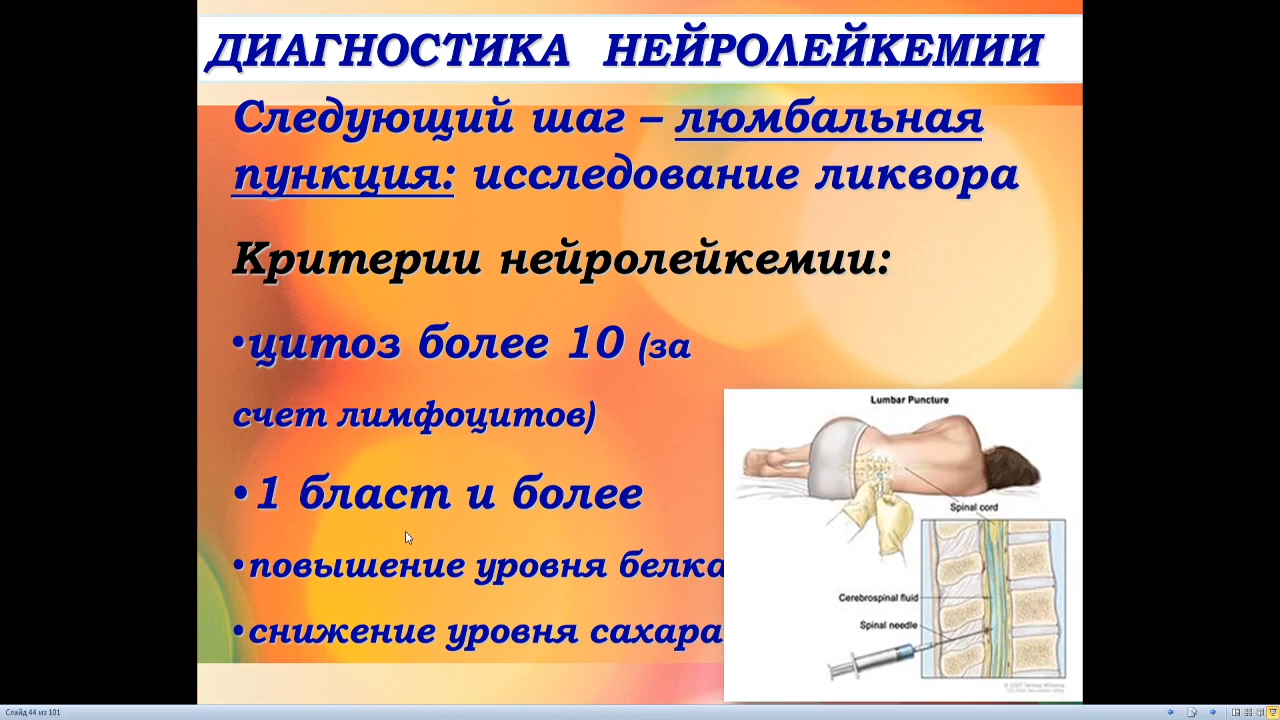 ДИАГНОСТИКА НЕЙРОЛЕЙКЕМИИ
Следующий шаг – люмбальная
пункция: исследование ликвора
Критерии нейролейкемии:
•цитоз более 10 (за
счет лимфоцитов)
• 1 бласт и более
•повышение уровня белка
•снижение уровня сахара
Lumbar Puncture
Spinal cord
Cerebrospinal fluid
Spinal needle
Слайд 44 из 101